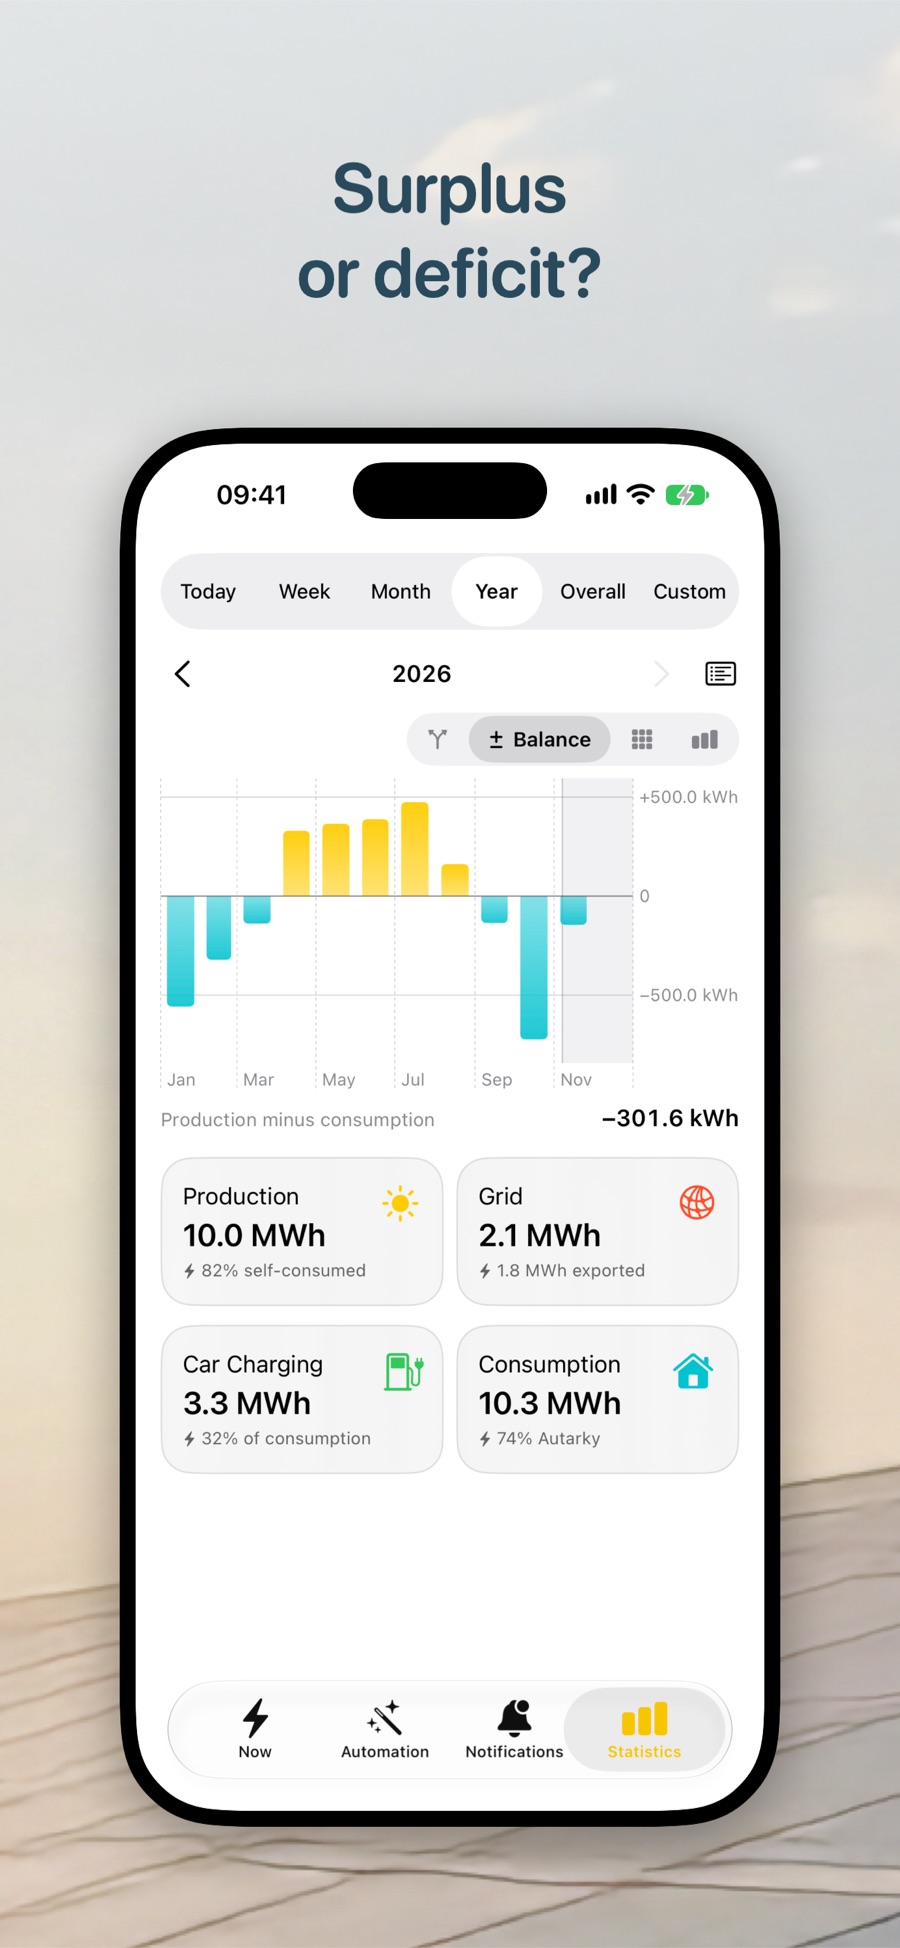 Surplus
or deficit?
09:41
Today Week Month Year Overall Custom
2026
± Balance
+500.0 kWh
0
−500.0 kWh
Jan Mar May Jul Sep Nov
Production minus consumption −301.6 kWh
Production
10.0 MWh
82% self-consumed
Grid
2.1 MWh
1.8 MWh exported
Car Charging
3.3 MWh
32% of consumption
Consumption
10.3 MWh
74% Autarky
Now Automation Notifications Statistics